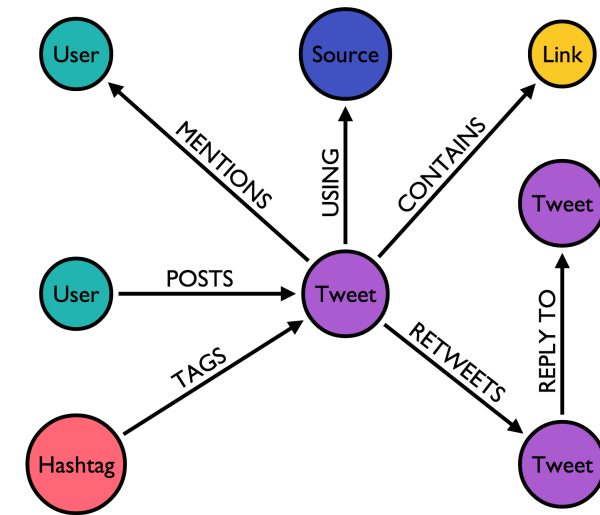 User
Source
Link
MENTIONS
USING
CONTAINS
Tweet
User
POSTS
Tweet
TAGS
RETWEETS
REPLY TO
Hashtag
Tweet